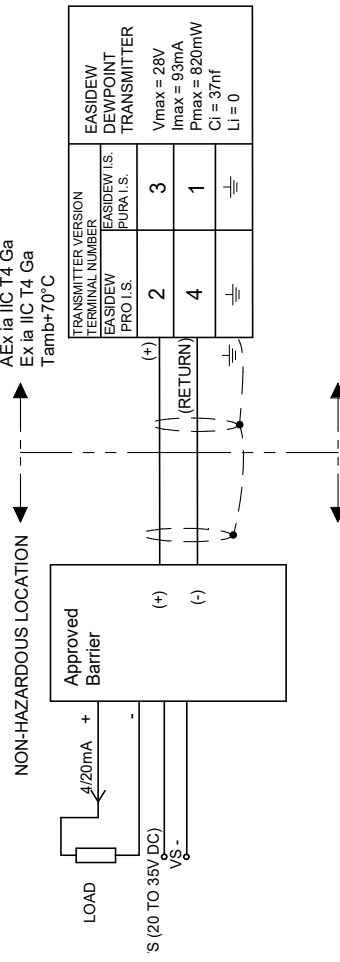 AEx ia IIC T4 Ga
Ex ia IIC T4 Ga
Tamb+70°C
NON-HAZARDOUS LOCATION
TRANSMITTER VERSION
TERMINAL NUMBER
EASIDEW
PRO I.S.
EASIDEW I.S.
PURA I.S.
EASIDEW
DEWPOINT
TRANSMITTER
2
3
4
1
Vmax = 28V
Imax = 93mA
Pmax = 820mW
Ci = 37nf
Li = 0
(+)
(RETURN)
Approved
Barrier
(+)
(-)
+
-
4/20mA
LOAD
VS (20 TO 35V DC)
VS -